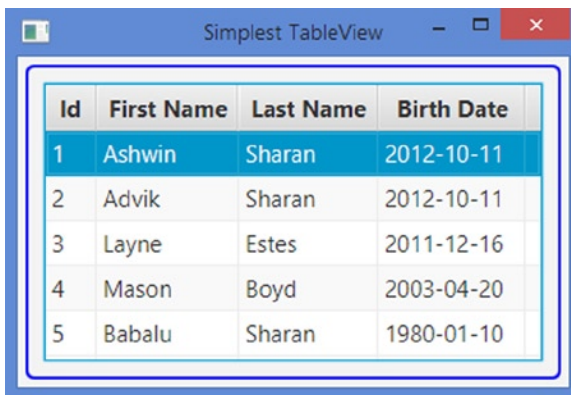 Simplest TableView
Id First Name Last Name Birth Date
1 Ashwin Sharan 2012-10-11
2 Advik Sharan 2012-10-11
3 Layne Estes 2011-12-16
4 Mason Boyd 2003-04-20
5 Babalu Sharan 1980-01-10